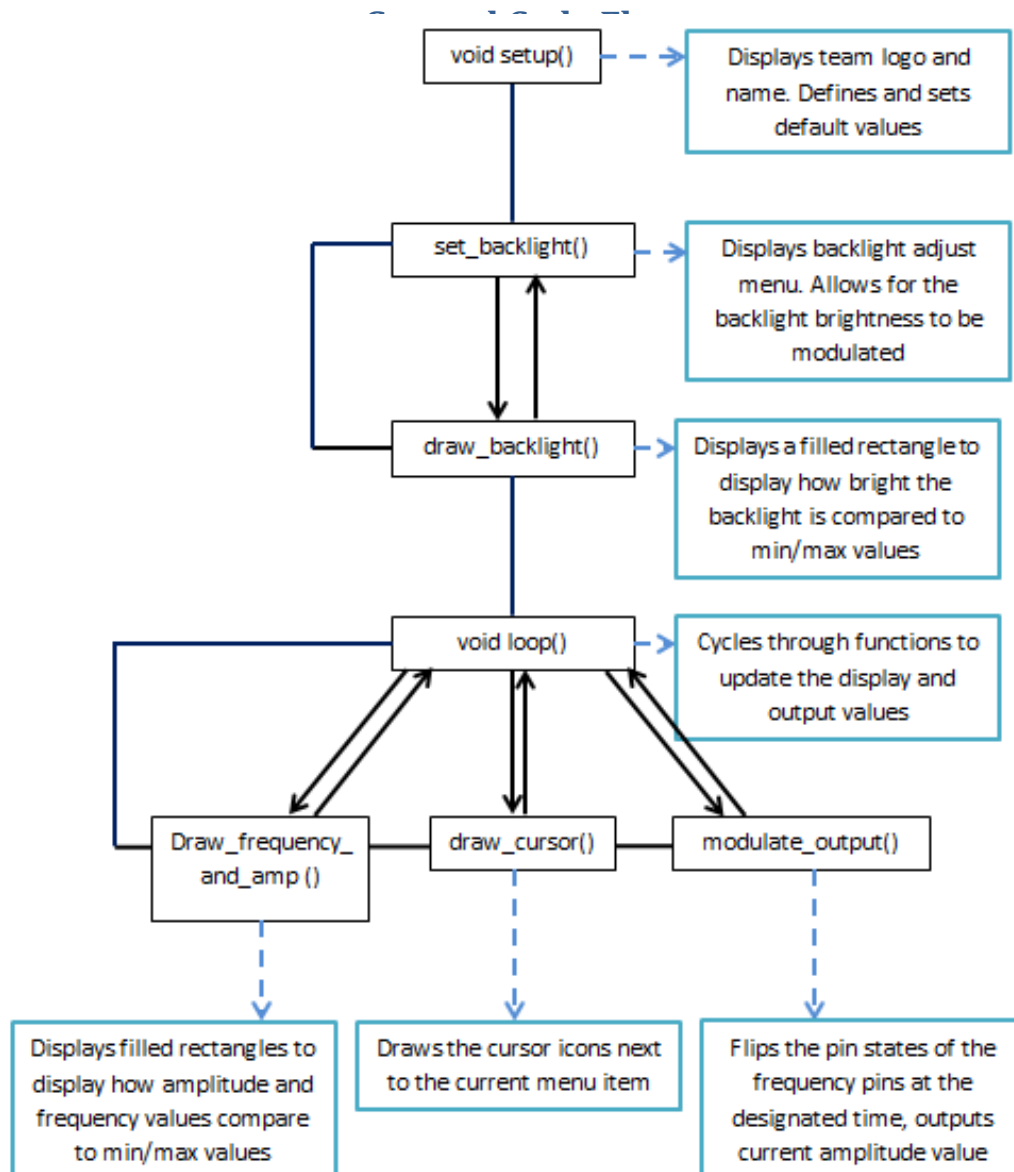 void setup()
Displays team logo and
name. Defines and sets
default values
set_backlight()
Displays backlight adjust
menu. Allows for the
backlight brightness to be
modulated
draw_backlight()
Displays a filled rectangle to
display how bright the
backlight is compared to
min/max values
void loop()
Cycles through functions to
update the display and
output values
Draw_frequency_
and_amp ()
draw_cursor()
modulate_output()
Displays filled rectangles to
display how amplitude and
frequency values compare
to min/max values
Draws the cursor icons next
to the current menu item
Flips the pin states of the
frequency pins at the
designated time, outputs
current amplitude value